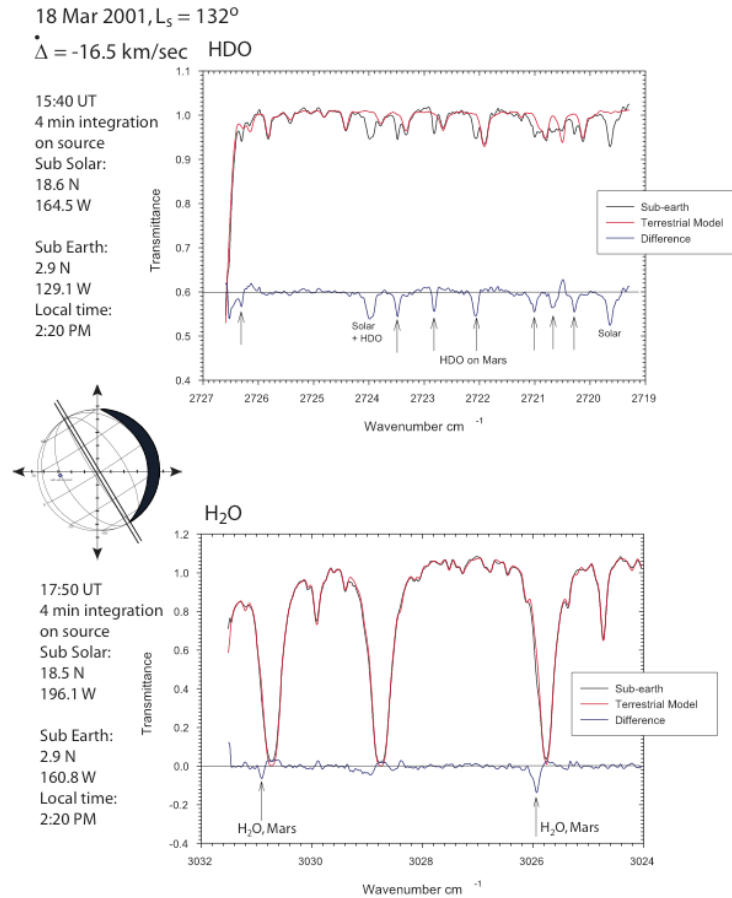 18 Mar 2001, Ls = 132°
Δ̇ = -16.5 km/sec HDO
15:40 UT
4 min integration
on source
Sub Solar:
18.6 N
164.5 W
Sub Earth:
2.9 N
129.1 W
Local time:
2:20 PM
1.1
1.0
0.9
0.8
0.7
0.6
0.5
0.4
Transmittance
Sub-earth
Terrestrial Model
Difference
Solar
+ HDO
HDO on Mars
Solar
2727 2726 2725 2724 2723 2722 2721 2720 2719
Wavenumber cm -1
H2O
17:50 UT
4 min integration
on source
Sub Solar:
18.5 N
196.1 W
Sub Earth:
2.9 N
160.8 W
Local time:
2:20 PM
1.2
1.0
0.8
0.6
0.4
0.2
0.0
-0.2
-0.4
Transmittance
Sub-earth
Terrestrial Model
Difference
H2O, Mars
H2O, Mars
3032 3030 3028 3026 3024
Wavenumber cm -1